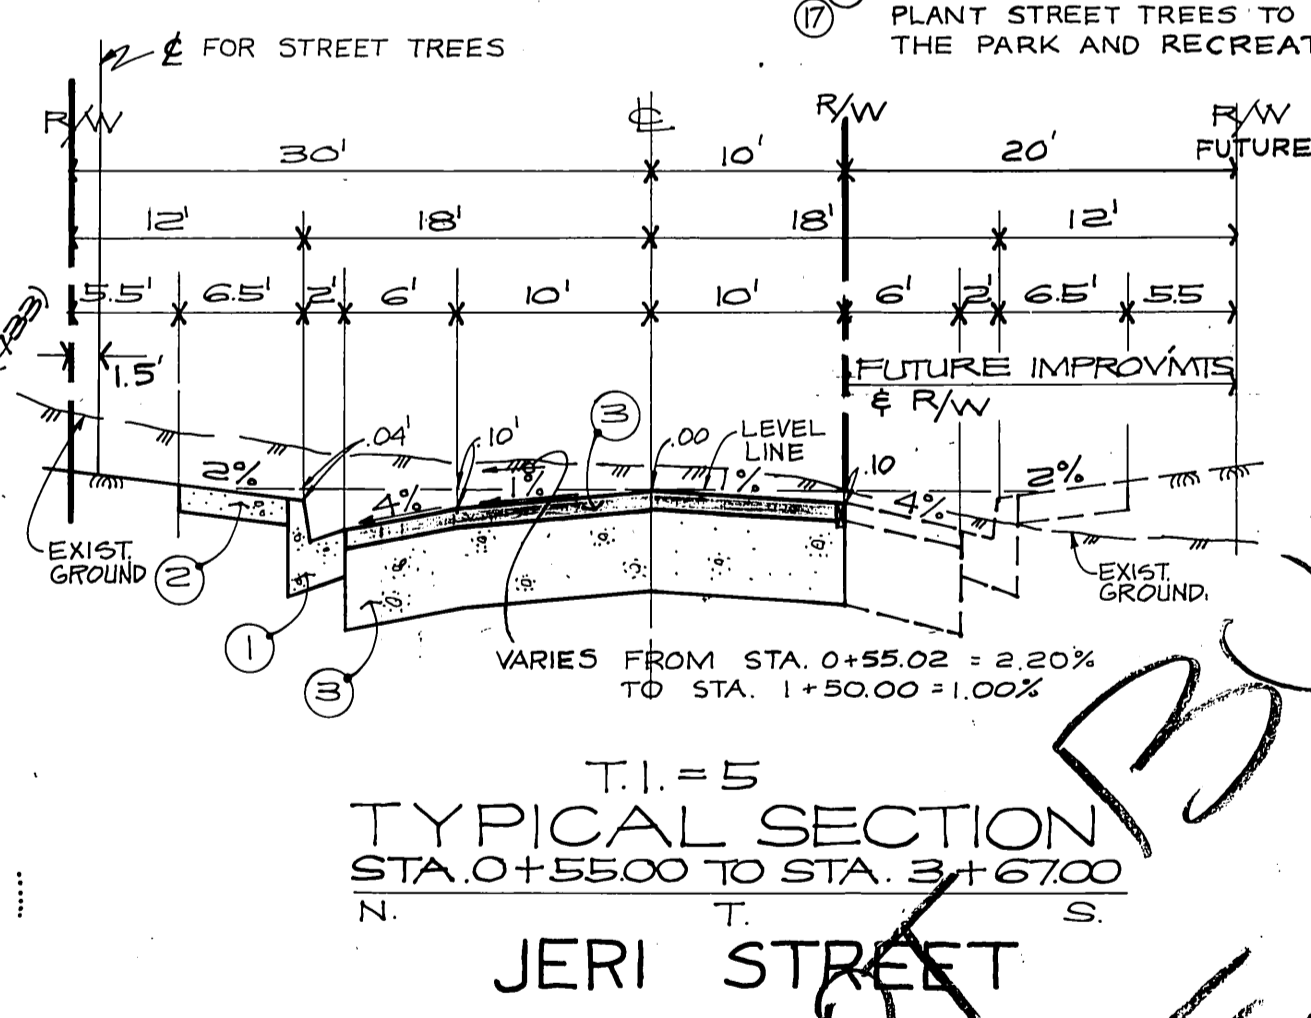 17 PLANT STREET TREES TO
THE PARK AND RECREAT
℄ FOR STREET TREES
R/W ℄ R/W R/W
FUTURE
30' 10' 20'
12' 18' 18' 12'
5.5' 6.5' 2' 6' 10' 10' 6' 2' 6.5' 5.5
1.5'
FUTURE IMPROV'MTS
& R/W
3
.04' .10' .00 LEVEL
LINE
.10
2% 4% 1% % 4% 2%
EXIST.
GROUND
2
EXIST.
GROUND.
1
3
VARIES FROM STA. 0+55.02 = 2.20%
TO STA. 1+50.00 = 1.00%
T.I. = 5
TYPICAL SECTION
STA. 0+55.00 TO STA. 3+67.00
N. T. S.
JERI STREET